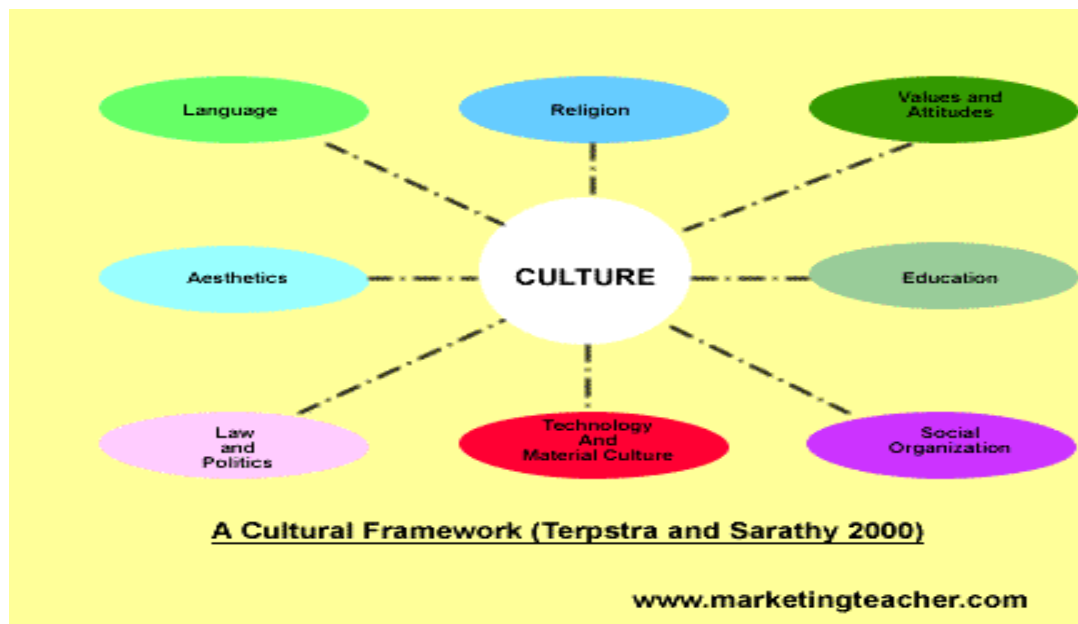 Language
Religion
Values and
Attitudes
Aesthetics
CULTURE
Education
Law
and
Politics
Technology
And
Material Culture
Social
Organization
A Cultural Framework (Terpstra and Sarathy 2000)
www.marketingteacher.com